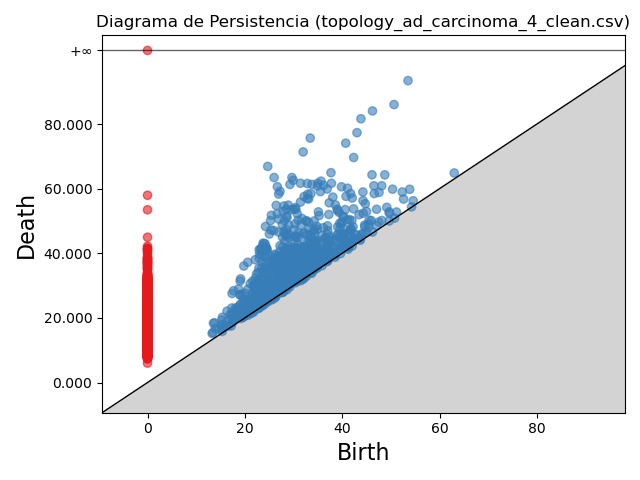 Diagrama de Persistencia (topology_ad_carcinoma_4_clean.csv)
+∞
80.000
60.000
40.000
20.000
0.000
Death
0 20 40 60 80
Birth